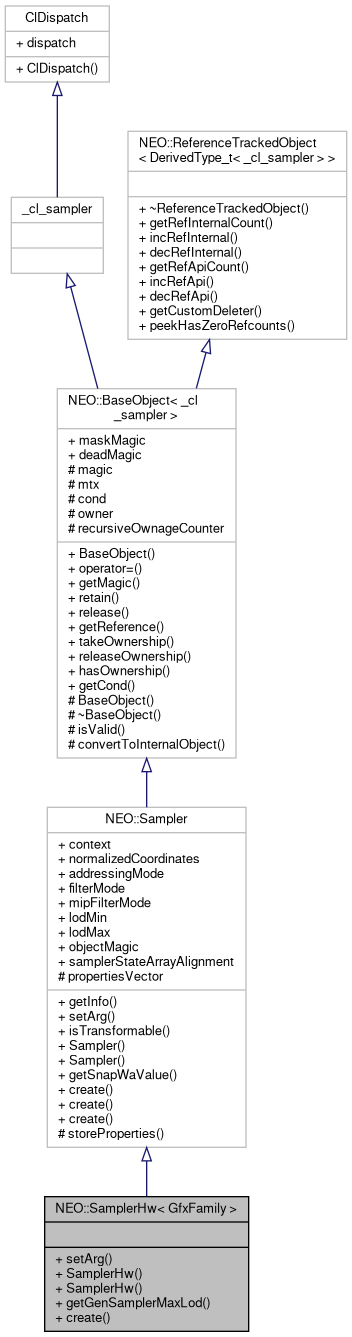 ClDispatch
+ dispatch
+ ClDispatch()
NEO::ReferenceTrackedObject
< DerivedType_t< _cl_sampler > >
+ ~ReferenceTrackedObject()
+ getRefInternalCount()
+ incRefInternal()
+ decRefInternal()
+ getRefApiCount()
+ incRefApi()
+ decRefApi()
+ getCustomDeleter()
+ peekHasZeroRefcounts()
_cl_sampler
NEO::BaseObject< _cl
_sampler >
+ maskMagic
+ deadMagic
# magic
# mtx
# cond
# owner
# recursiveOwnageCounter
+ BaseObject()
+ operator=()
+ getMagic()
+ retain()
+ release()
+ getReference()
+ takeOwnership()
+ releaseOwnership()
+ hasOwnership()
+ getCond()
# BaseObject()
# ~BaseObject()
# isValid()
# convertToInternalObject()
NEO::Sampler
+ context
+ normalizedCoordinates
+ addressingMode
+ filterMode
+ mipFilterMode
+ lodMin
+ lodMax
+ objectMagic
+ samplerStateArrayAlignment
# propertiesVector
+ getInfo()
+ setArg()
+ isTransformable()
+ Sampler()
+ Sampler()
+ getSnapWaValue()
+ create()
+ create()
+ create()
# storeProperties()
NEO::SamplerHw< GfxFamily >
+ setArg()
+ SamplerHw()
+ SamplerHw()
+ getGenSamplerMaxLod()
+ create()